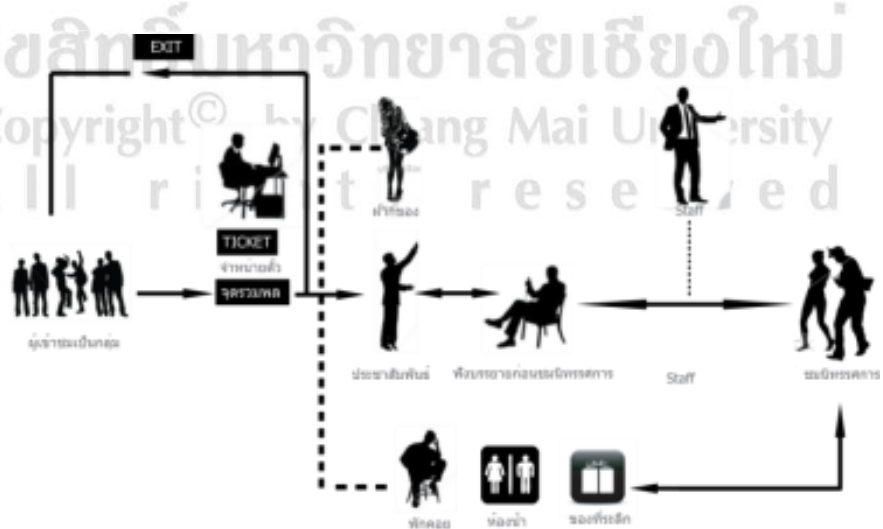 ขสิทธิ์มหาวิทยาลัยเชียงใหม่
EXIT
Copyright© by Chiang Mai University
All rights reserved
ฝากของ
Staff
TICKET
จำหน่ายตั๋ว
จุดรวมพล
ผู้เข้าชมเป็นกลุ่ม
ประชาสัมพันธ์
ฟังบรรยายก่อนชมนิทรรศการ
Staff
ชมนิทรรศการ
พักคอย
ห้องน้ำ
ของที่ระลึก